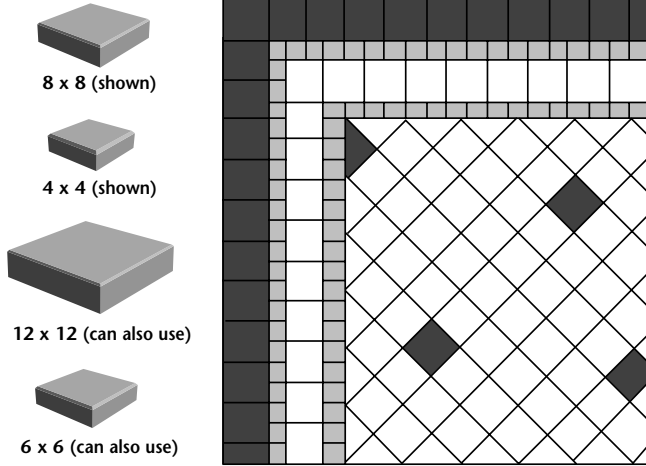 8 x 8 (shown)
4 x 4 (shown)
12 x 12 (can also use)
6 x 6 (can also use)